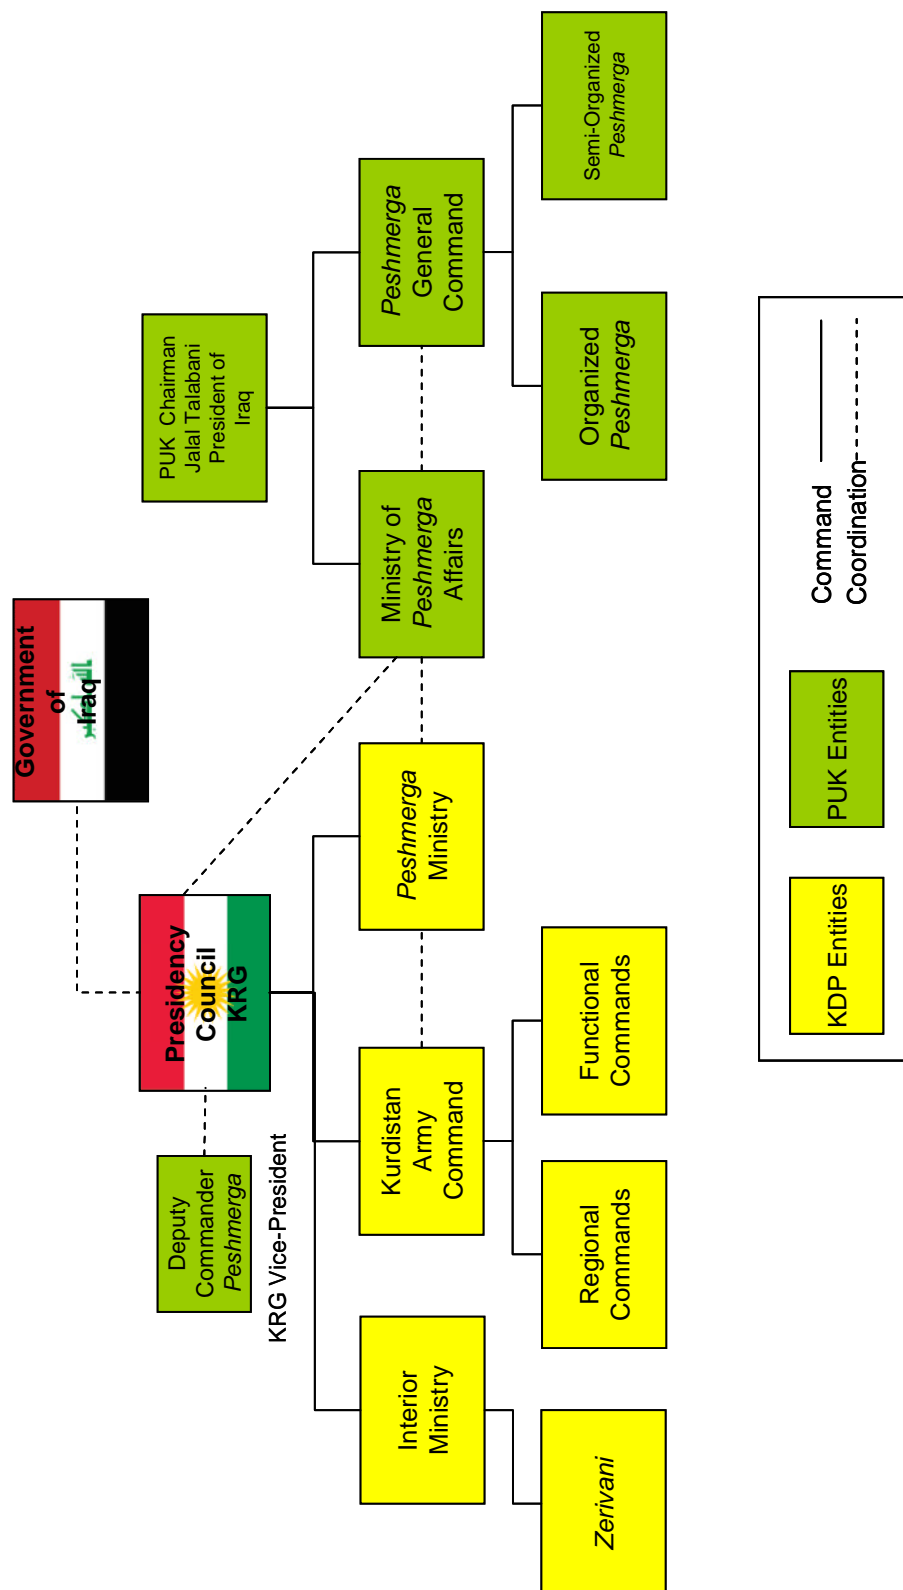 Government
of
Iraq
Presidency
Council
KRG
Deputy
Commander
Peshmerga
KRG Vice-President
PUK Chairman
Jalal Talabani
President of
Iraq
Interior
Ministry
Kurdistan
Army
Command
Peshmerga
Ministry
Ministry of
Peshmerga
Affairs
Peshmerga
General
Command
Zerivani
Regional
Commands
Functional
Commands
Organized
Peshmerga
Semi-Organized
Peshmerga
KDP Entities
PUK Entities
Command
Coordination